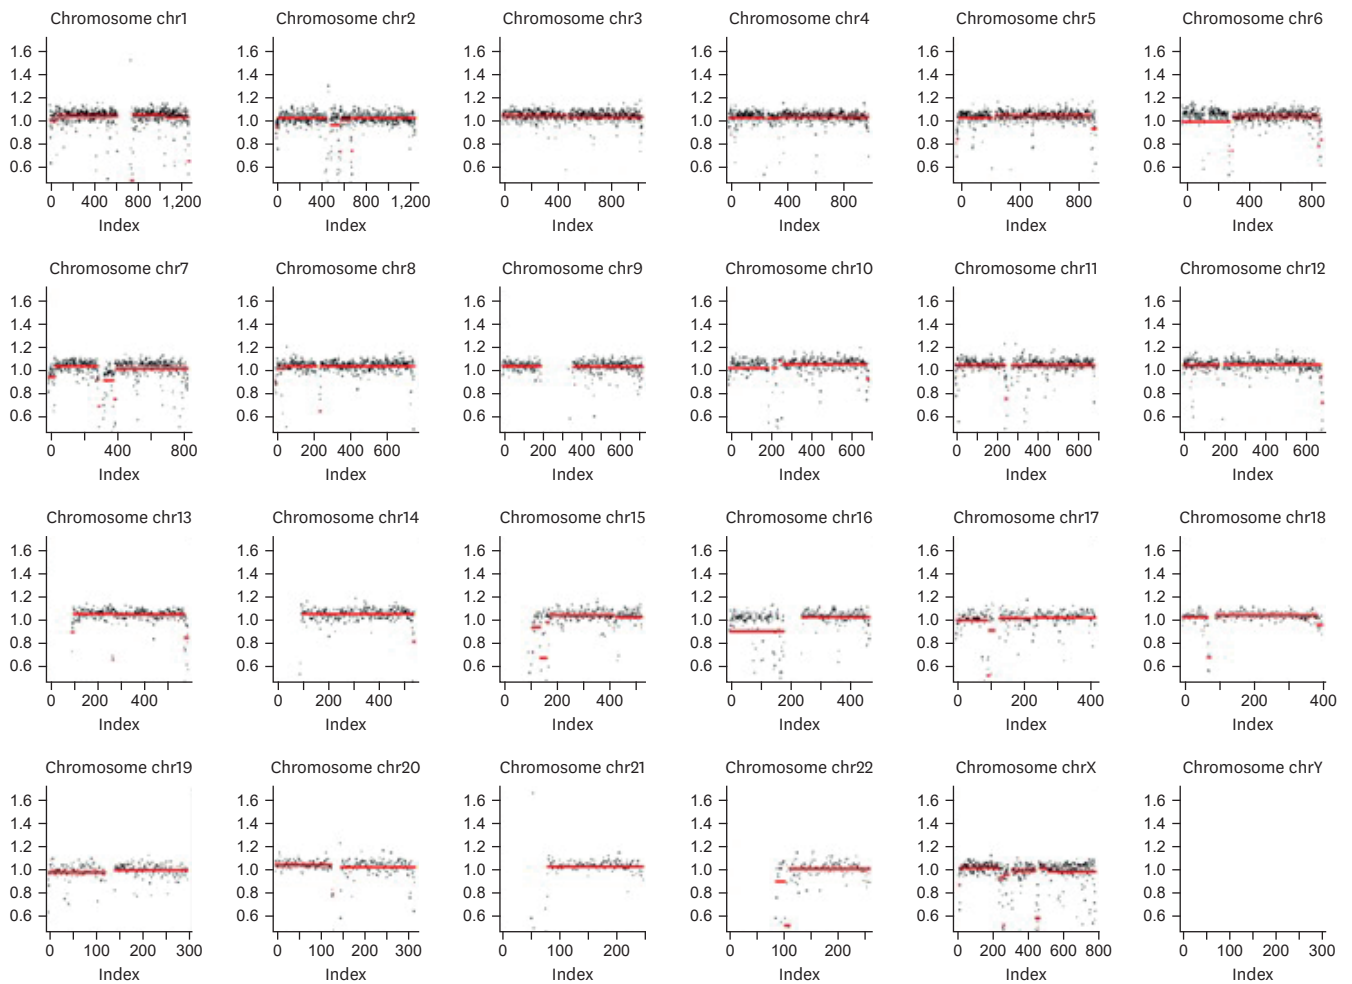 Chromosome chr1
1.6
1.4
1.2
1.0
0.8
0.6
0 400 800 1,200
Index
Chromosome chr2
1.6
1.4
1.2
1.0
0.8
0.6
0 400 800 1,200
Index
Chromosome chr3
1.6
1.4
1.2
1.0
0.8
0.6
0 400 800
Index
Chromosome chr4
1.6
1.4
1.2
1.0
0.8
0.6
0 400 800
Index
Chromosome chr5
1.6
1.4
1.2
1.0
0.8
0.6
0 400 800
Index
Chromosome chr6
1.6
1.4
1.2
1.0
0.8
0.6
0 400 800
Index
Chromosome chr7
1.6
1.4
1.2
1.0
0.8
0.6
0 400 800
Index
Chromosome chr8
1.6
1.4
1.2
1.0
0.8
0.6
0 200 400 600
Index
Chromosome chr9
1.6
1.4
1.2
1.0
0.8
0.6
0 200 400 600
Index
Chromosome chr10
1.6
1.4
1.2
1.0
0.8
0.6
0 200 400 600
Index
Chromosome chr11
1.6
1.4
1.2
1.0
0.8
0.6
0 200 400 600
Index
Chromosome chr12
1.6
1.4
1.2
1.0
0.8
0.6
0 200 400 600
Index
Chromosome chr13
1.6
1.4
1.2
1.0
0.8
0.6
200 400
Index
Chromosome chr14
1.6
1.4
1.2
1.0
0.8
0.6
0 200 400
Index
Chromosome chr15
1.6
1.4
1.2
1.0
0.8
0.6
0 200 400
Index
Chromosome chr16
1.6
1.4
1.2
1.0
0.8
0.6
0 200 400
Index
Chromosome chr17
1.6
1.4
1.2
1.0
0.8
0.6
0 200 400
Index
Chromosome chr18
1.6
1.4
1.2
1.0
0.8
0.6
0 200 400
Index
Chromosome chr19
1.6
1.4
1.2
1.0
0.8
0.6
0 100 200 300
Index
Chromosome chr20
1.6
1.4
1.2
1.0
0.8
0.6
0 100 200 300
Index
Chromosome chr21
1.6
1.4
1.2
1.0
0.8
0.6
0 100 200
Index
Chromosome chr22
1.6
1.4
1.2
1.0
0.8
0.6
0 100 200
Index
Chromosome chrX
1.6
1.4
1.2
1.0
0.8
0.6
0 200 400 600 800
Index
Chromosome chrY
1.6
1.4
1.2
1.0
0.8
0.6
0 100 200 300
Index